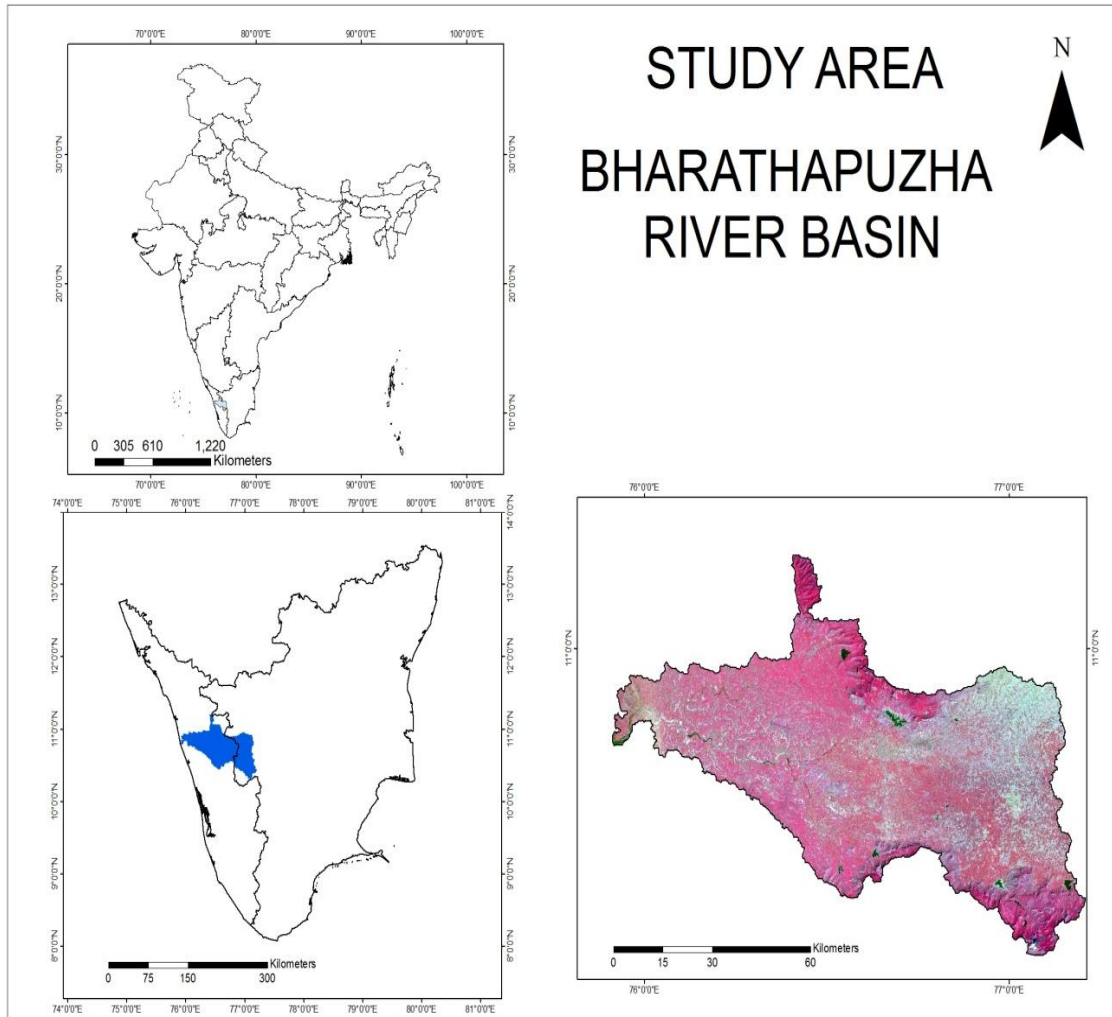 STUDY AREA
BHARATHAPUZHA
RIVER BASIN
N
70°0'0"E 80°0'0"E 90°0'0"E 100°0'0"E
30°0'0"N 30°0'0"N
20°0'0"N 20°0'0"N
10°0'0"N 10°0'0"N
0 305 610 1,220
Kilometers
70°0'0"E 80°0'0"E 90°0'0"E 100°0'0"E
74°0'0"E 75°0'0"E 76°0'0"E 77°0'0"E 78°0'0"E 79°0'0"E 80°0'0"E 81°0'0"E
14°0'0"N
13°0'0"N 13°0'0"N
12°0'0"N 12°0'0"N
11°0'0"N 11°0'0"N
10°0'0"N 10°0'0"N
9°0'0"N 9°0'0"N
8°0'0"N 8°0'0"N
Kilometers
0 75 150 300
74°0'0"E 75°0'0"E 76°0'0"E 77°0'0"E 78°0'0"E 79°0'0"E 80°0'0"E 81°0'0"E
76°0'0"E 77°0'0"E
11°0'0"N 11°0'0"N
Kilometers
0 15 30 60
76°0'0"E 77°0'0"E